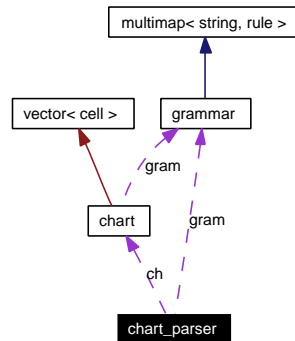 multimap< string, rule >
vector< cell >
grammar
gram
chart
gram
ch
chart_parser